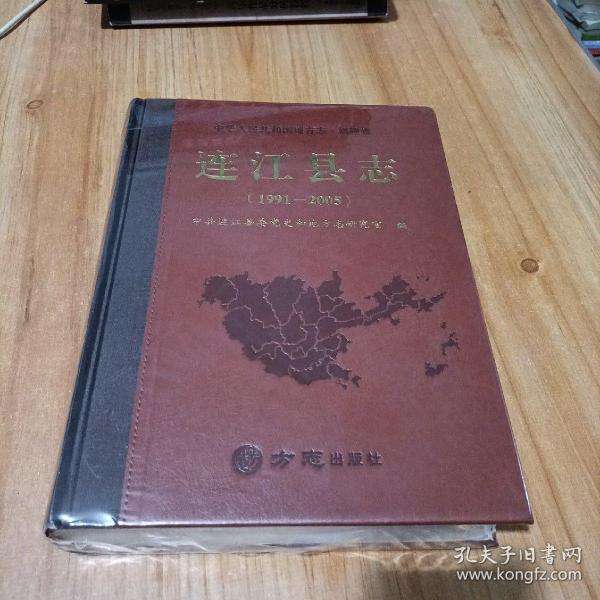 中华人民共和国地方志·福建省
连江县志
（1991—2005）
中共连江县委党史和地方志研究室 编
方志出版社
孔夫子旧书网
www.kongfz.com